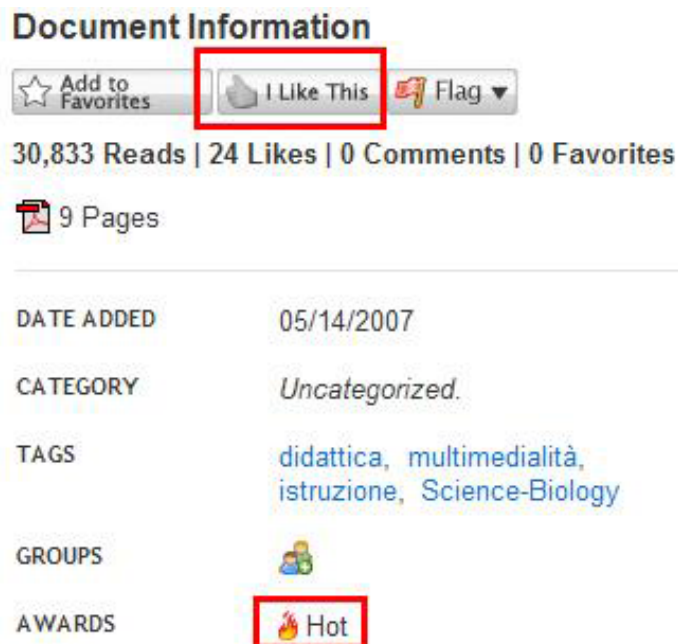 Document Information
Add to
Favorites
I Like This
Flag
30,833 Reads | 24 Likes | 0 Comments | 0 Favorites
9 Pages
DATE ADDED 05/14/2007
CATEGORY Uncategorized.
TAGS didattica, multimedialità,
istruzione, Science-Biology
GROUPS
AWARDS Hot